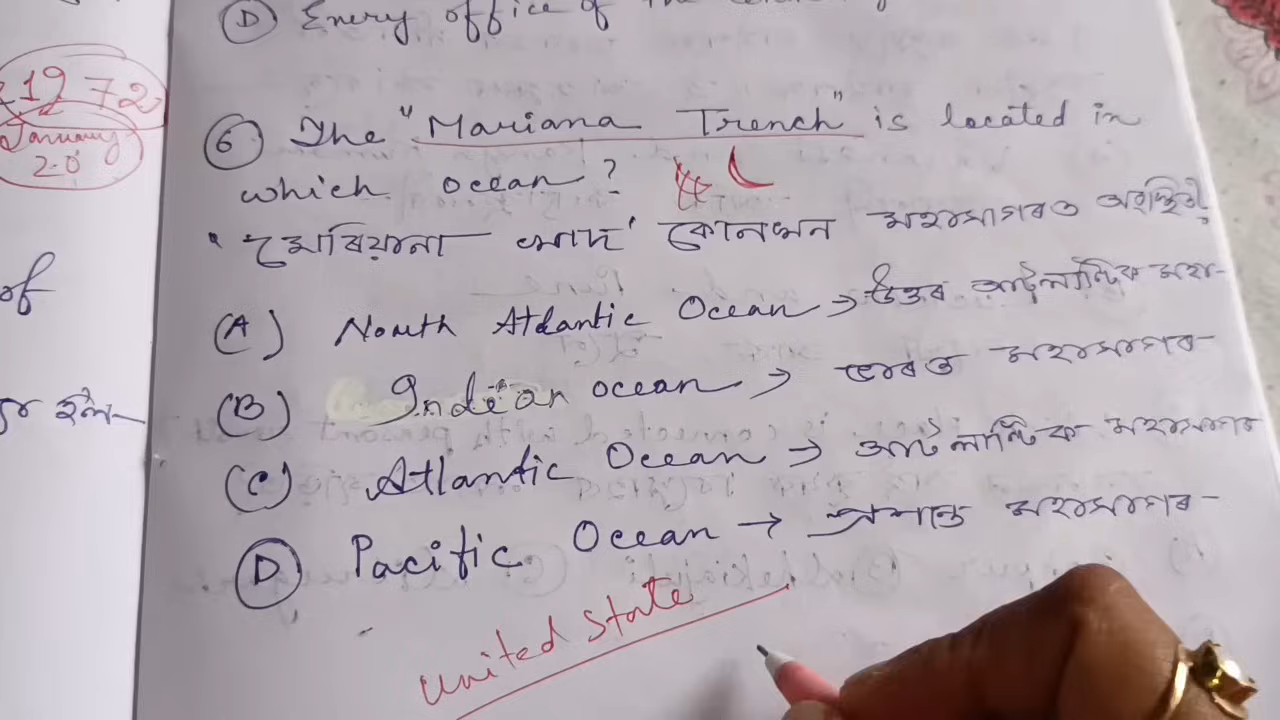 D Enery office of the
1972
January
20
6 The "Mariana Trench" is located in
which ocean?
'মেৰিয়ানা খাদ' কোনখন মহাসাগৰত অৱস্থিত?
(A) North Atlantic Ocean → উত্তৰ আটলাণ্টিক মহা-
(B) Indian ocean → ভাৰত মহাসাগৰ
(C) Atlantic Ocean → আটলাণ্টিক মহাসাগৰ
(D) Pacific Ocean → প্ৰশান্ত মহাসাগৰ
United State
of
হ'ল